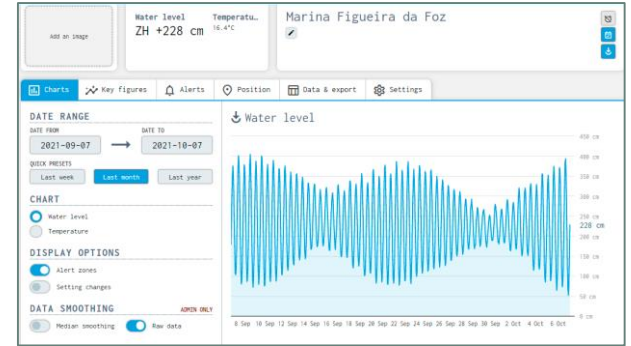 Add an image
Water level
ZH +228 cm
Temperatu…
16.4°C
Marina Figueira da Foz
Charts
Key figures
Alerts
Position
Data & export
Settings
DATE RANGE
DATE FROM
DATE TO
2021-09-07
2021-10-07
QUICK PRESETS
Last week
Last month
Last year
CHART
Water level
Temperature
DISPLAY OPTIONS
Alert zones
Setting changes
DATA SMOOTHING
ADMIN ONLY
Median smoothing
Raw data
Water level
450 cm
400 cm
350 cm
300 cm
250 cm
228 cm
200 cm
150 cm
100 cm
50 cm
0 cm
8 Sep 10 Sep 12 Sep 14 Sep 16 Sep 18 Sep 20 Sep 22 Sep 24 Sep 26 Sep 28 Sep 30 Sep 2 Oct 4 Oct 6 Oct